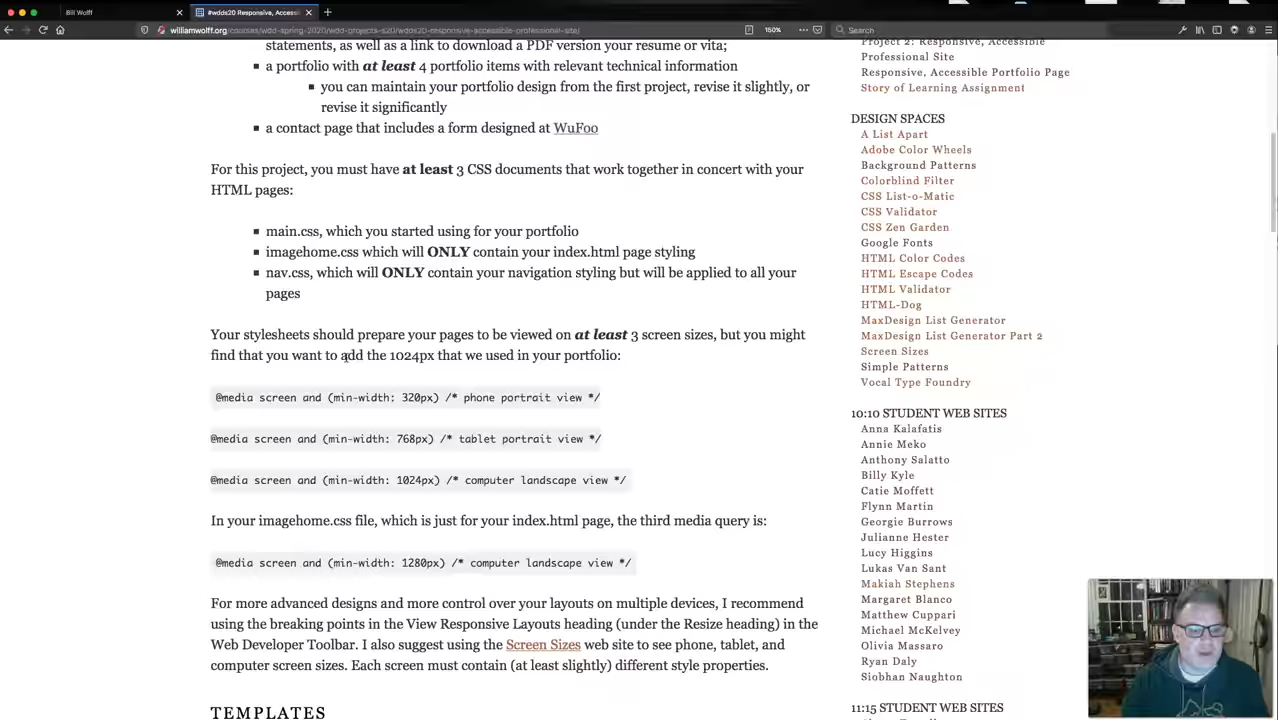 Bill Wolff
#wdds20 Responsive, Acces
williamwolff.org/courses/wdd-spring-2020/wdd-projects-s20/wdds20-responsive-accessible-professional-site/
150%
Search
statements, as well as a link to download a PDF version your resume or vita;
a portfolio with at least 4 portfolio items with relevant technical information
you can maintain your portfolio design from the first project, revise it slightly, or
revise it significantly
a contact page that includes a form designed at WuFoo
For this project, you must have at least 3 CSS documents that work together in concert with your
HTML pages:
main.css, which you started using for your portfolio
imagehome.css which will ONLY contain your index.html page styling
nav.css, which will ONLY contain your navigation styling but will be applied to all your
pages
Your stylesheets should prepare your pages to be viewed on at least 3 screen sizes, but you might
find that you want to add the 1024px that we used in your portfolio:
@media screen and (min-width: 320px) /* phone portrait view */
@media screen and (min-width: 768px) /* tablet portrait view */
@media screen and (min-width: 1024px) /* computer landscape view */
In your imagehome.css file, which is just for your index.html page, the third media query is:
@media screen and (min-width: 1280px) /* computer landscape view */
For more advanced designs and more control over your layouts on multiple devices, I recommend
using the breaking points in the View Responsive Layouts heading (under the Resize heading) in the
Web Developer Toolbar. I also suggest using the Screen Sizes web site to see phone, tablet, and
computer screen sizes. Each screen must contain (at least slightly) different style properties.
TEMPLATES
Project 2: Responsive, Accessible
Professional Site
Responsive, Accessible Portfolio Page
Story of Learning Assignment
DESIGN SPACES
A List Apart
Adobe Color Wheels
Background Patterns
Colorblind Filter
CSS List-o-Matic
CSS Validator
CSS Zen Garden
Google Fonts
HTML Color Codes
HTML Escape Codes
HTML Validator
HTML-Dog
MaxDesign List Generator
MaxDesign List Generator Part 2
Screen Sizes
Simple Patterns
Vocal Type Foundry
10:10 STUDENT WEB SITES
Anna Kalafatis
Annie Meko
Anthony Salatto
Billy Kyle
Catie Moffett
Flynn Martin
Georgie Burrows
Julianne Hester
Lucy Higgins
Lukas Van Sant
Makiah Stephens
Margaret Blanco
Matthew Cuppari
Michael McKelvey
Olivia Massaro
Ryan Daly
Siobhan Naughton
11:15 STUDENT WEB SITES